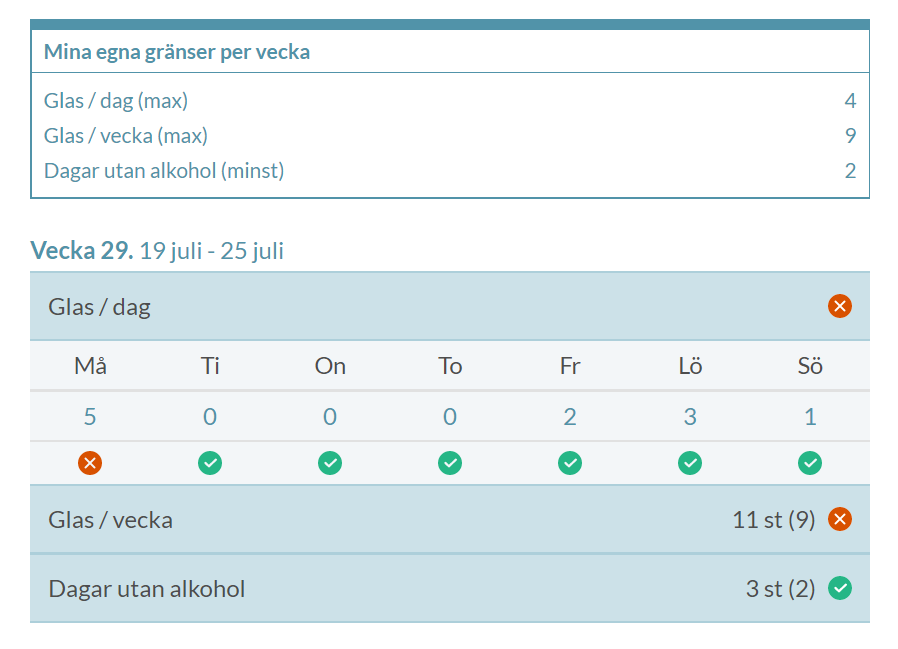 Mina egna gränser per vecka
Glas / dag (max) 4
Glas / vecka (max) 9
Dagar utan alkohol (minst) 2
Vecka 29. 19 juli - 25 juli
Glas / dag
Må Ti On To Fr Lö Sö
5 0 0 0 2 3 1
Glas / vecka 11 st (9)
Dagar utan alkohol 3 st (2)